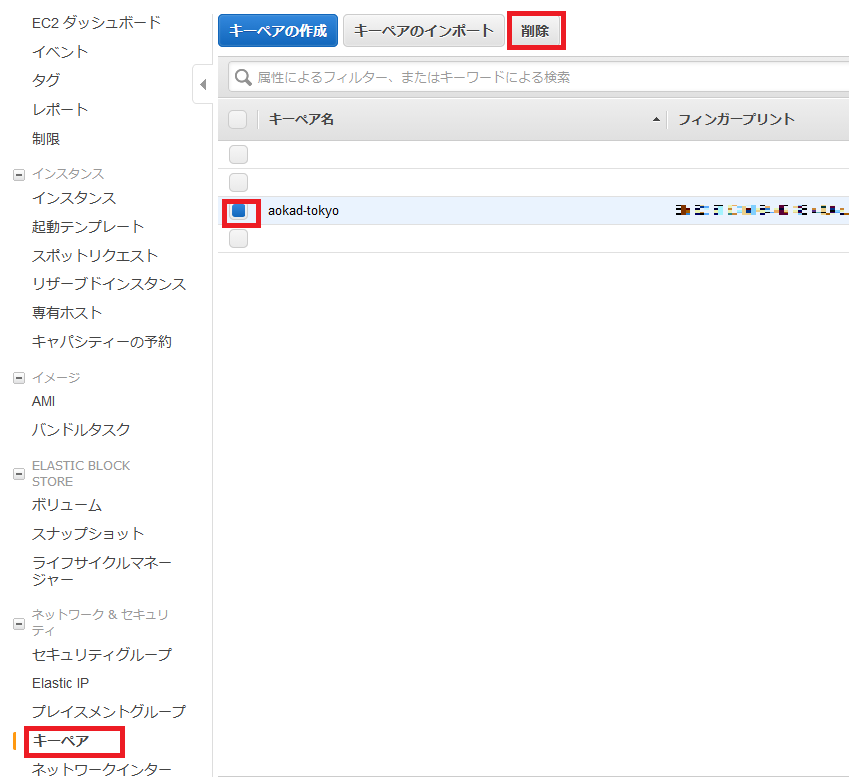 EC2 ダッシュボード
イベント
タグ
レポート
制限
インスタンス
インスタンス
起動テンプレート
スポットリクエスト
リザーブドインスタンス
専有ホスト
キャパシティーの予約
イメージ
AMI
バンドルタスク
ELASTIC BLOCK
STORE
ボリューム
スナップショット
ライフサイクルマネー
ジャー
ネットワーク & セキュリ
ティ
セキュリティグループ
Elastic IP
プレイスメントグループ
キーペア
ネットワークインター
キーペアの作成 キーペアのインポート 削除
属性によるフィルター、またはキーワードによる検索
キーペア名 フィンガープリント
aokad-tokyo